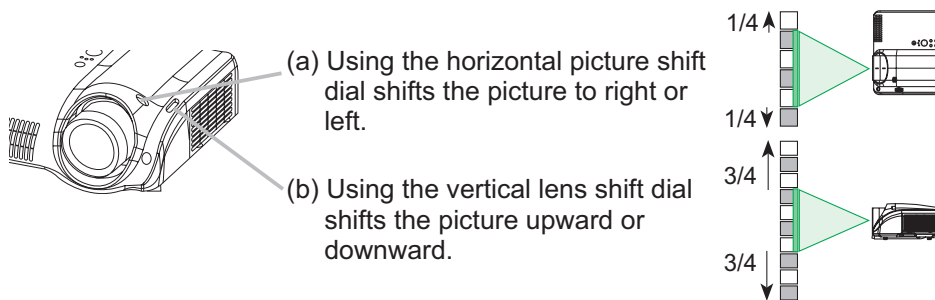 (a) Using the horizontal picture shift
dial shifts the picture to right or
left.
(b) Using the vertical lens shift dial
shifts the picture upward or
downward.
1/4
1/4
3/4
3/4